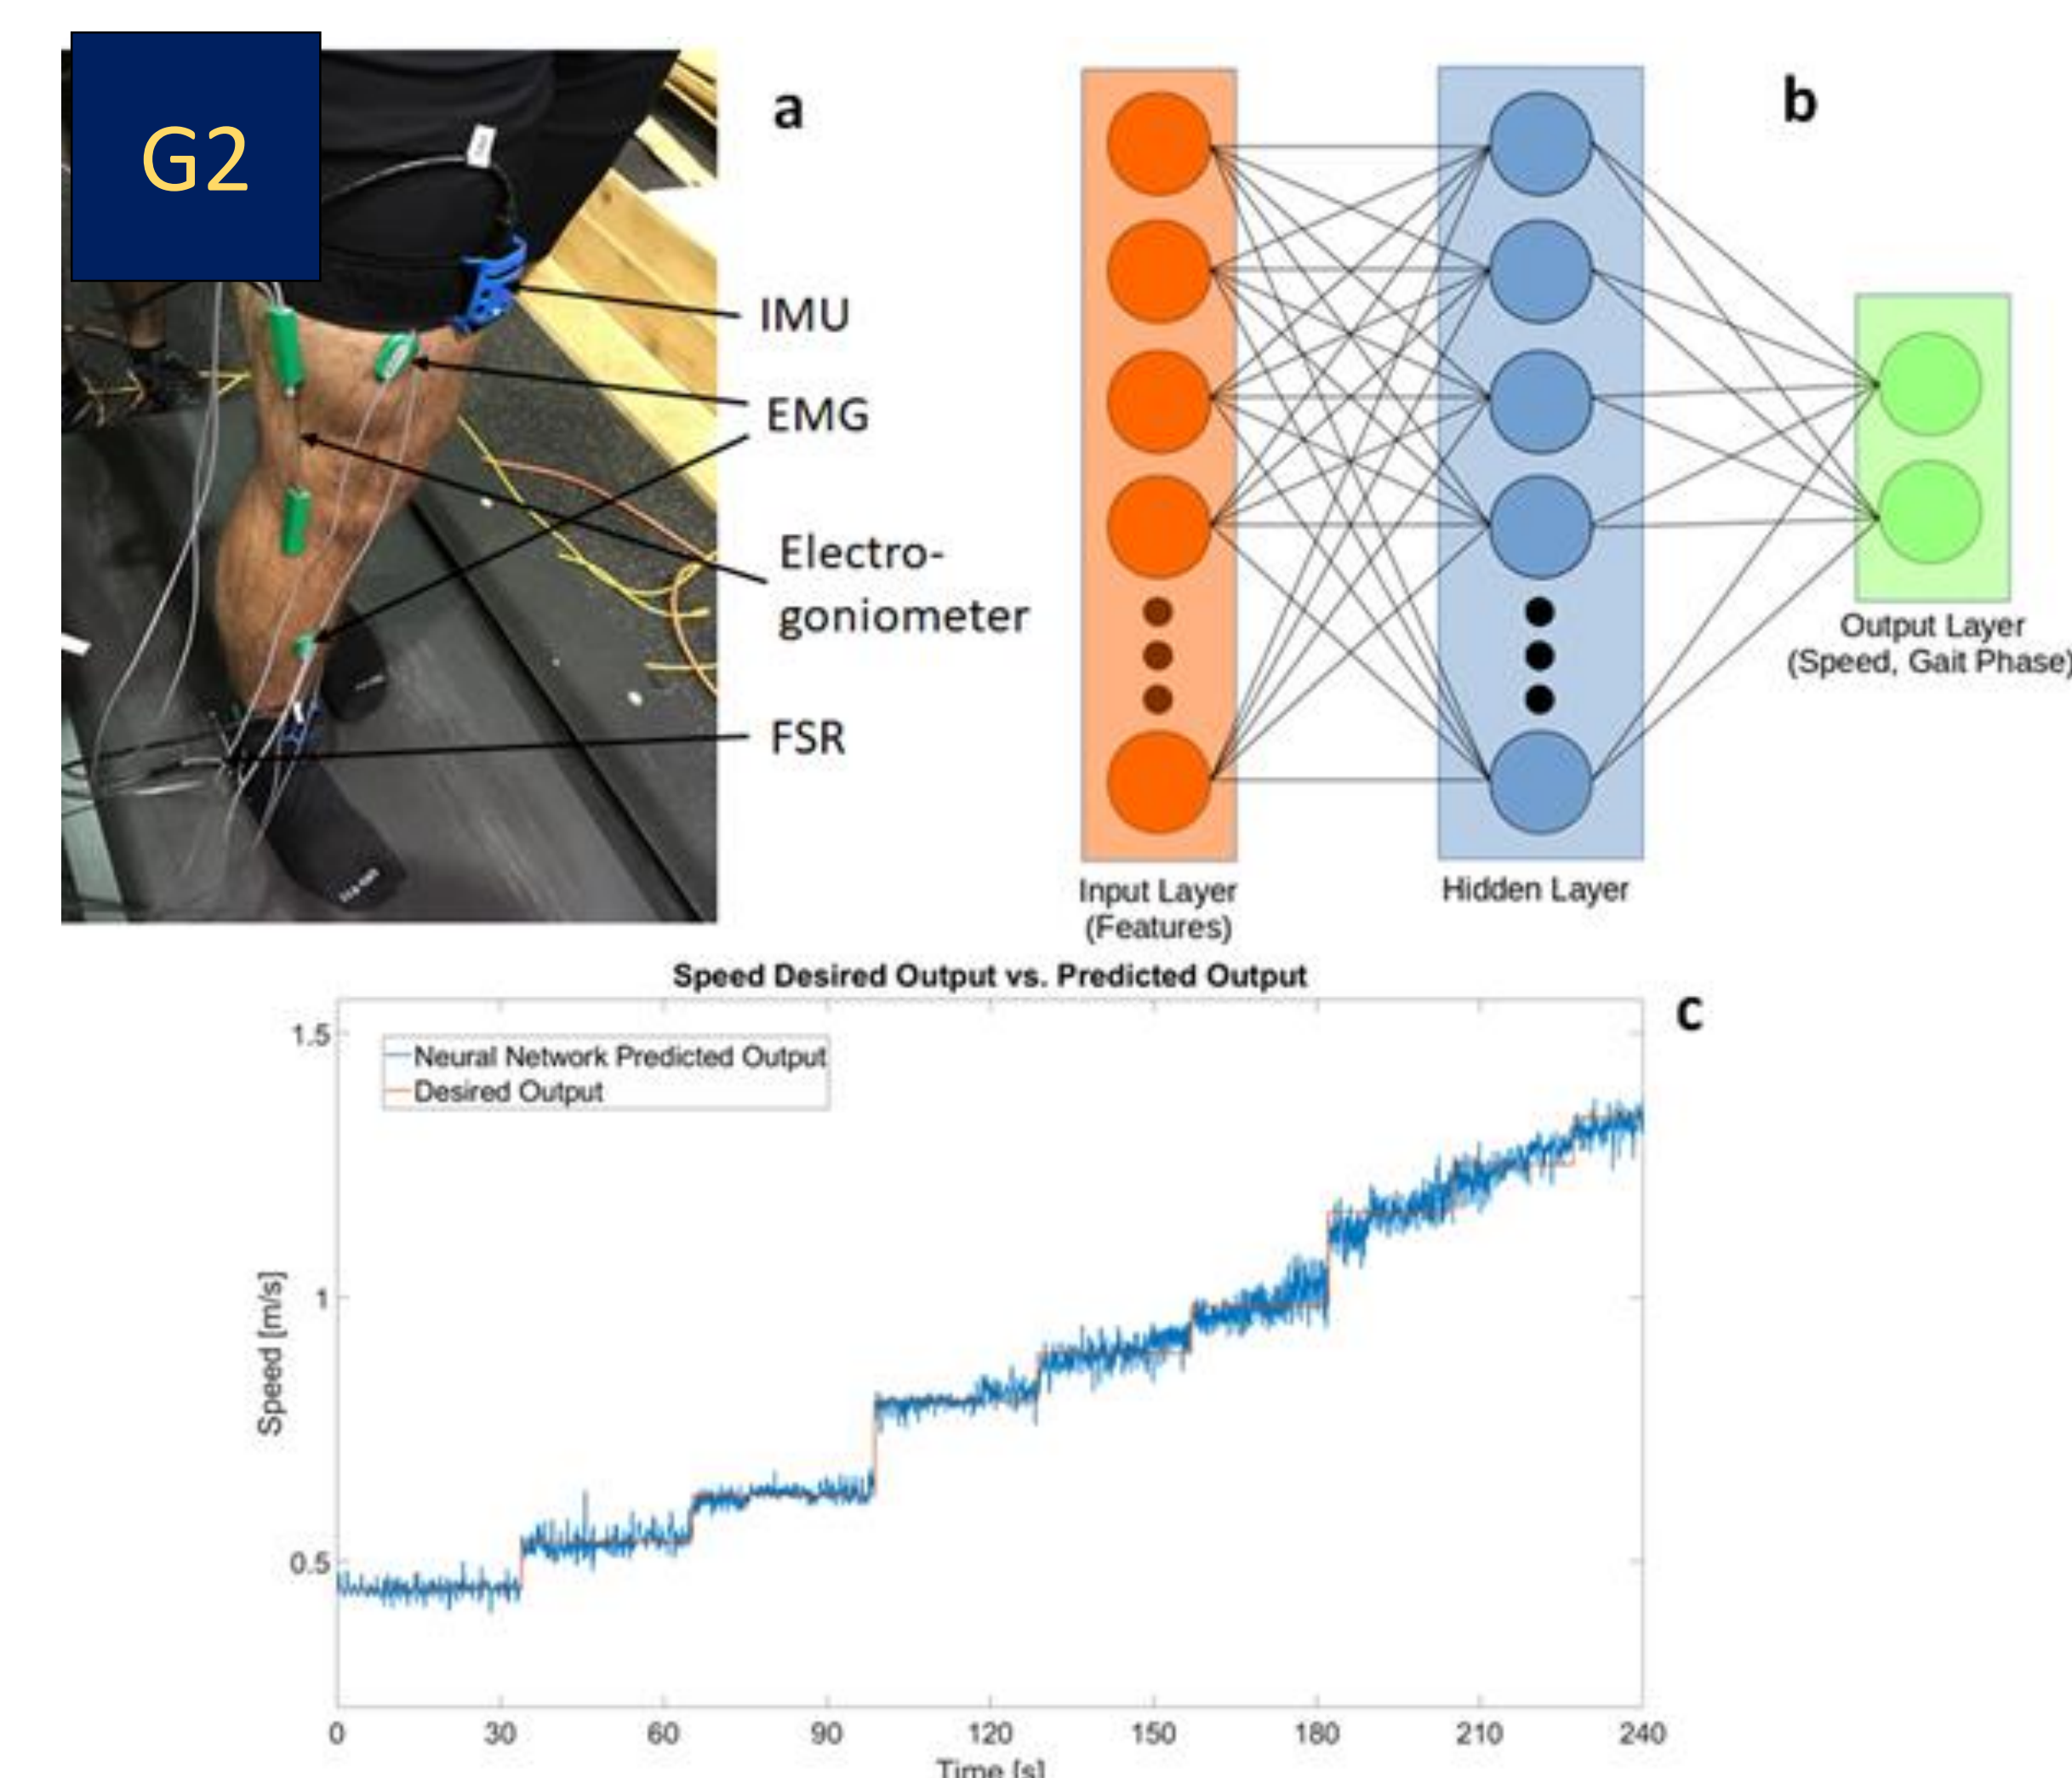 G2
a
IMU
EMG
Electro-
goniometer
FSR
b
Input Layer
(Features)
Hidden Layer
Output Layer
(Speed, Gait Phase)
Speed Desired Output vs. Predicted Output
c
Neural Network Predicted Output
Desired Output
1.5
1
0.5
Speed [m/s]
0
30
60
90
120
150
180
210
240
Time [s]